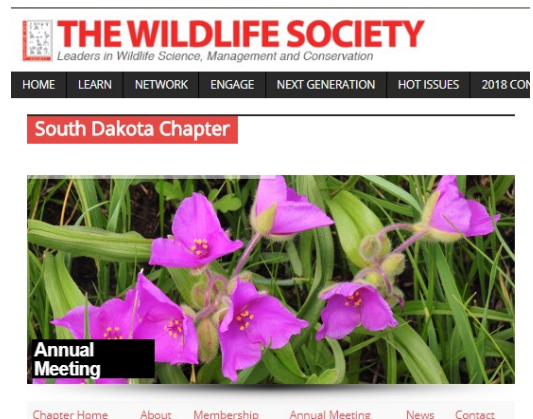 THE WILDLIFE SOCIETY
Leaders in Wildlife Science, Management and Conservation
HOME LEARN NETWORK ENGAGE NEXT GENERATION HOT ISSUES 2018 CON
South Dakota Chapter
Annual
Meeting
Chapter Home About Membership Annual Meeting News Contact